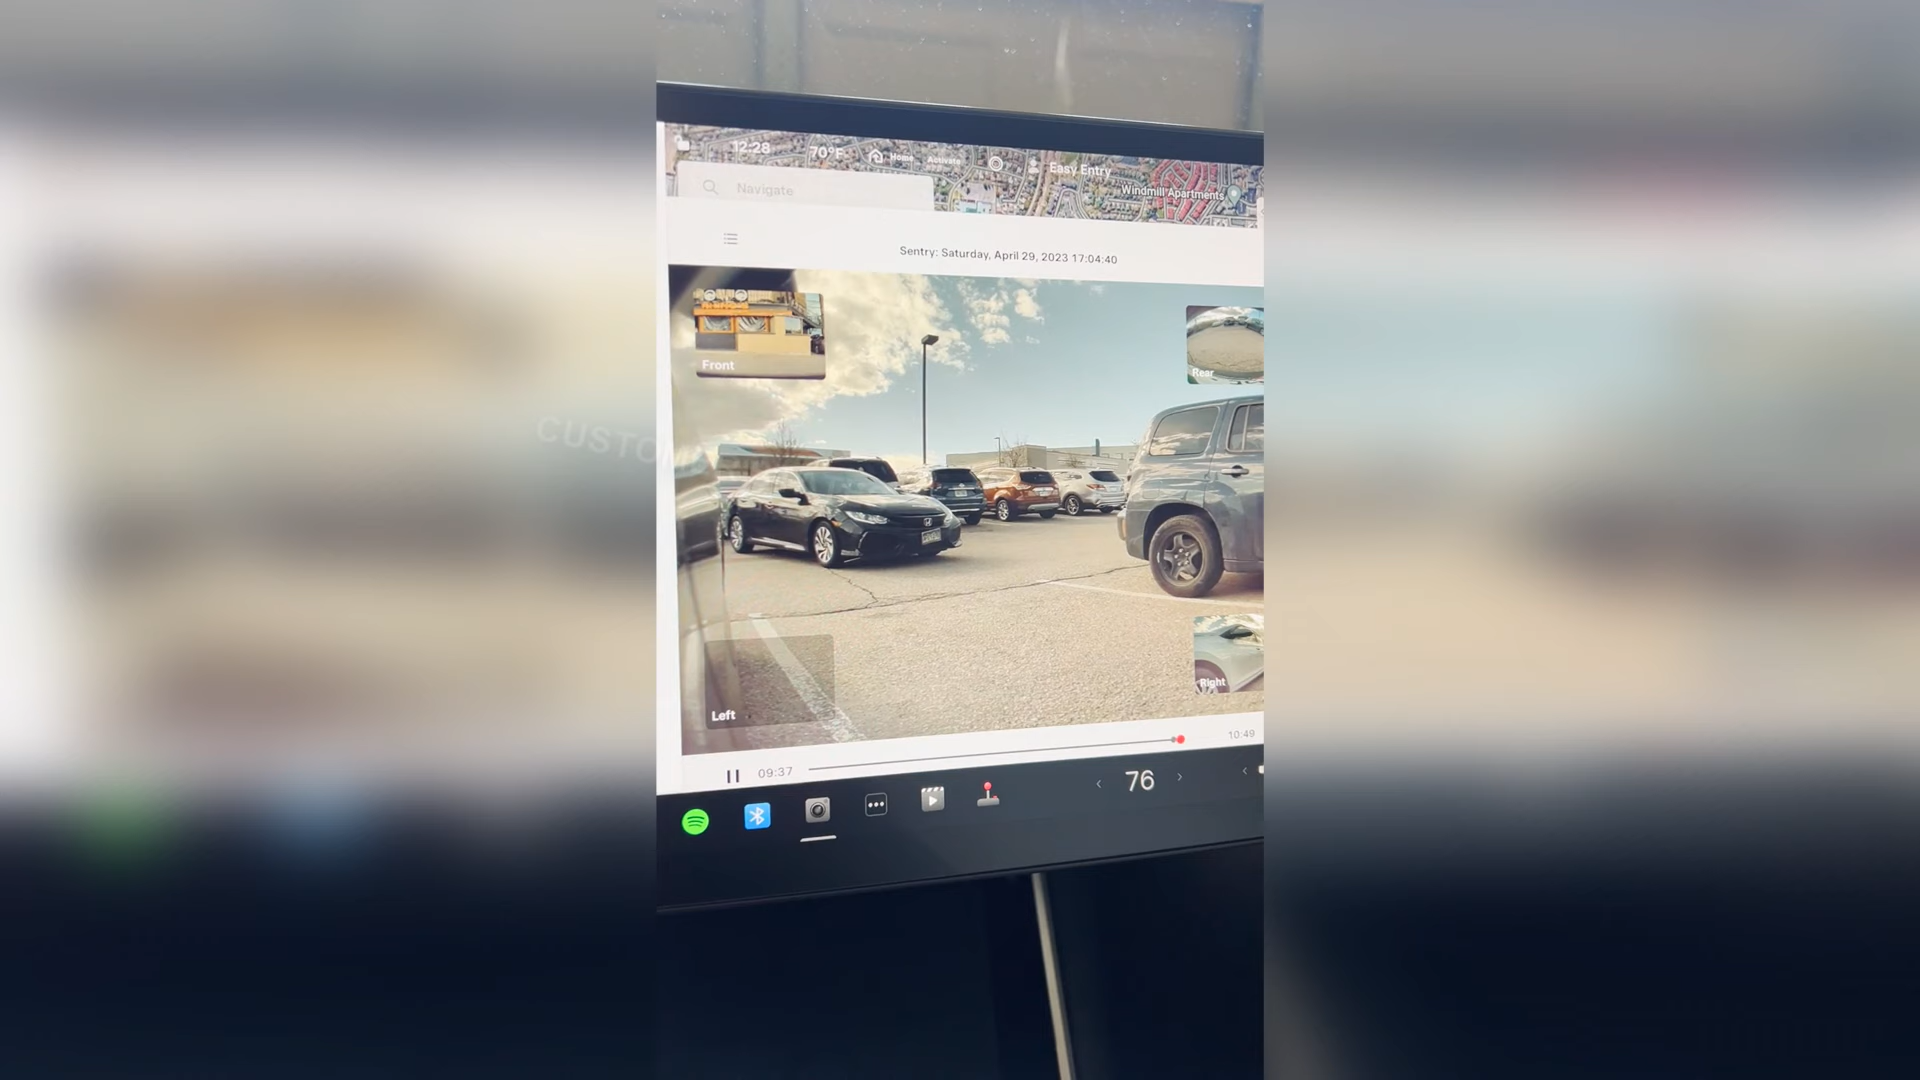 12:28
70°F
Home
Activate
Easy Entry
Windmill Apartments
Navigate
Sentry: Saturday, April 29, 2023 17:04:40
Front
Rear
CUSTOM
Left
Right
09:37
10:49
76